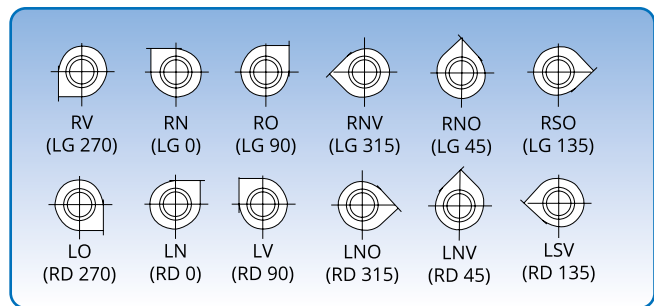 RV RN RO RNV RNO RSO
(LG 270) (LG 0) (LG 90) (LG 315) (LG 45) (LG 135)
LO LN LV LNO LNV LSV
(RD 270) (RD 0) (RD 90) (RD 315) (RD 45) (RD 135)